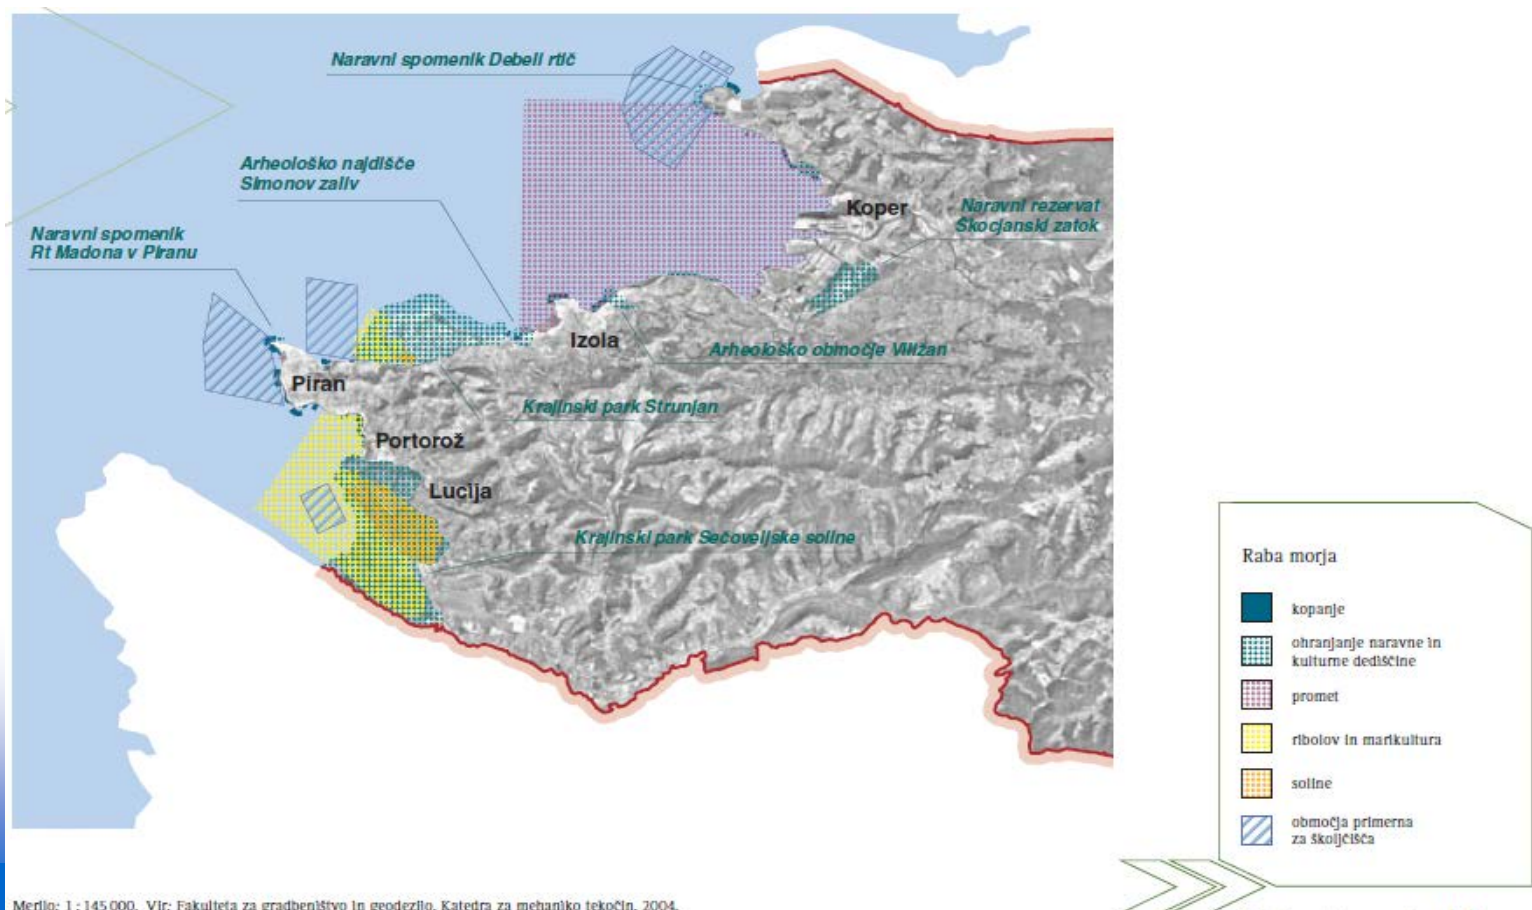 Naravni spomenik Debeli rtič
Arheološko najdišče
Simonov zaliv
Naravni spomenik
Rt Madona v Piranu
Koper
Naravni rezervat
Škocjanski zatok
Izola
Arheološko območje Viližan
Piran
Krajinski park Strunjan
Portorož
Lucija
Krajinski park Sečoveljske soline
Raba morja
kopanje
ohranjanje naravne in
kulturne dediščine
promet
ribolov in marikultura
soline
območja primerna
za školjčišča
Merilo: 1 : 145 000. Vir: Fakulteta za gradbeništvo in geodezijo, Katedra za mehaniko tekočin, 2004.